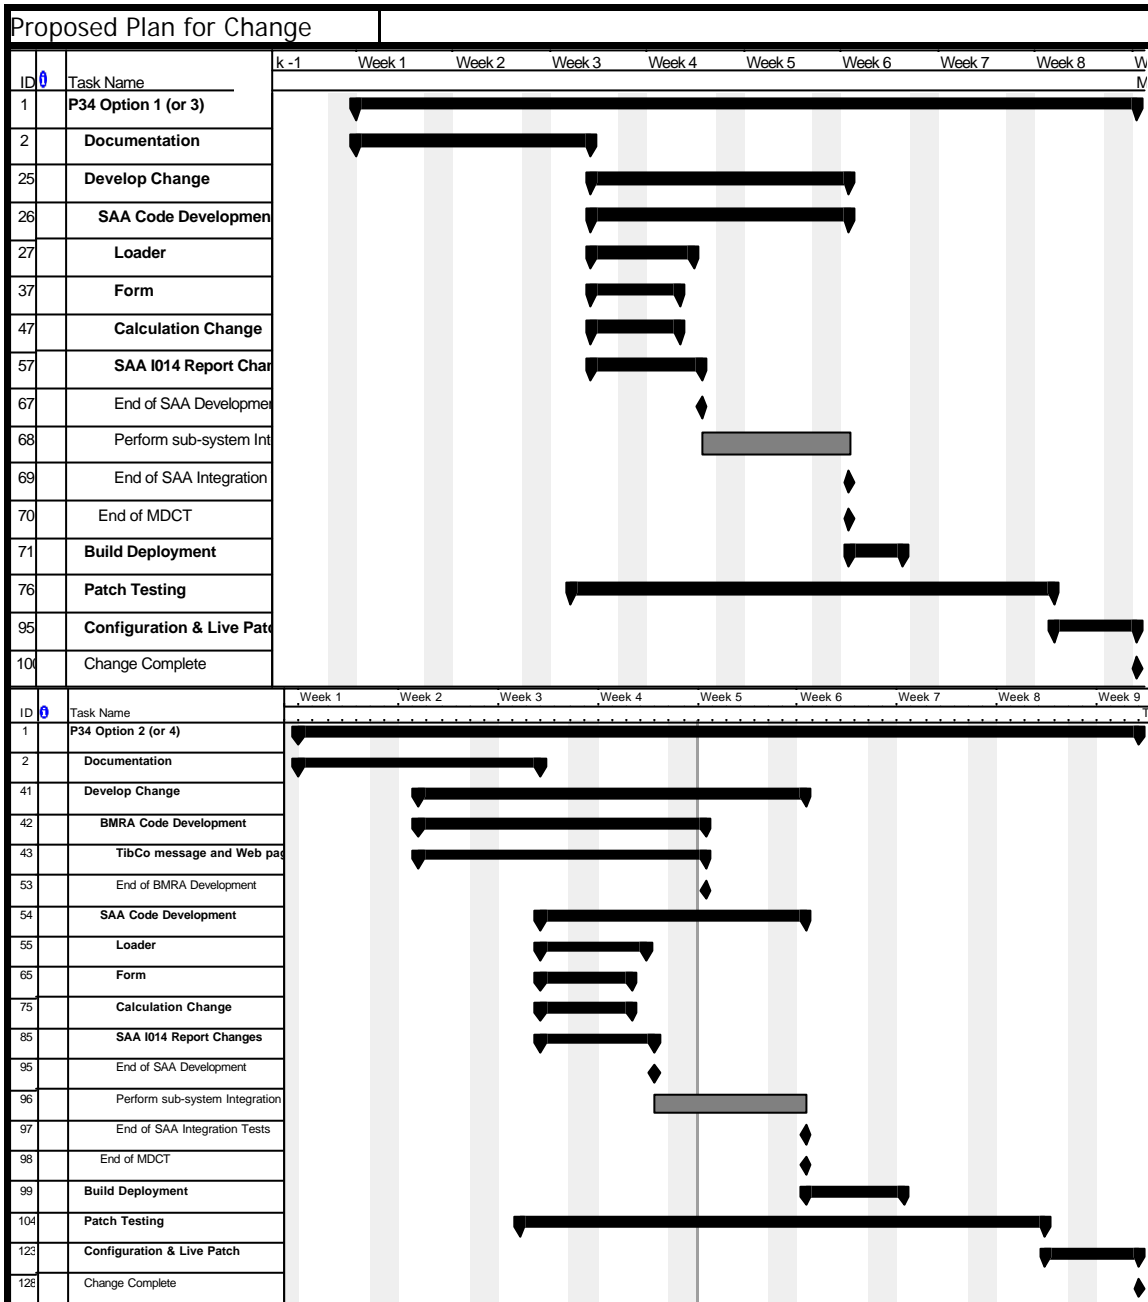 Proposed Plan for Change
k -1 Week 1 Week 2 Week 3 Week 4 Week 5 Week 6 Week 7 Week 8 W
ID Task Name M
1 P34 Option 1 (or 3)
2 Documentation
25 Develop Change
26 SAA Code Developmen
27 Loader
37 Form
47 Calculation Change
57 SAA I014 Report Char
67 End of SAA Developmer
68 Perform sub-system Int
69 End of SAA Integration
70 End of MDCT
71 Build Deployment
76 Patch Testing
95 Configuration & Live Patc
100 Change Complete
Week 1 Week 2 Week 3 Week 4 Week 5 Week 6 Week 7 Week 8 Week 9
ID Task Name T
1 P34 Option 2 (or 4)
2 Documentation
41 Develop Change
42 BMRA Code Development
43 TibCo message and Web pag
53 End of BMRA Development
54 SAA Code Development
55 Loader
65 Form
75 Calculation Change
85 SAA I014 Report Changes
95 End of SAA Development
96 Perform sub-system Integration
97 End of SAA Integration Tests
98 End of MDCT
99 Build Deployment
104 Patch Testing
123 Configuration & Live Patch
128 Change Complete